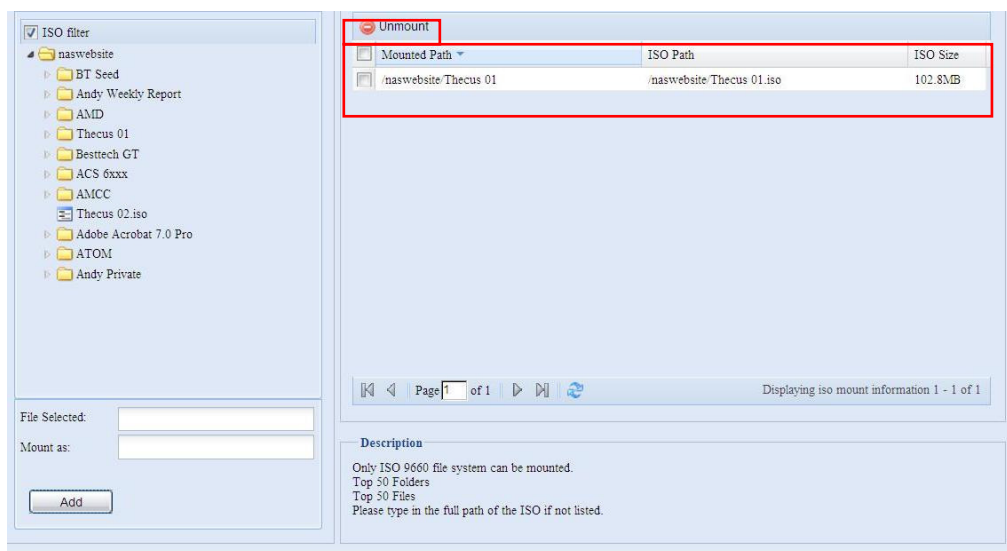 ISO filter
naswebsite
BT Seed
Andy Weekly Report
AMD
Thecus 01
Besttech GT
ACS 6xxx
AMCC
Thecus 02.iso
Adobe Acrobat 7.0 Pro
ATOM
Andy Private
File Selected:
Mount as:
Add
Unmount
Mounted Path ISO Path ISO Size
/naswebsite/Thecus 01 /naswebsite/Thecus 01.iso 102.8MB
Page 1 of 1 Displaying iso mount information 1 - 1 of 1
Description
Only ISO 9660 file system can be mounted.
Top 50 Folders
Top 50 Files
Please type in the full path of the ISO if not listed.